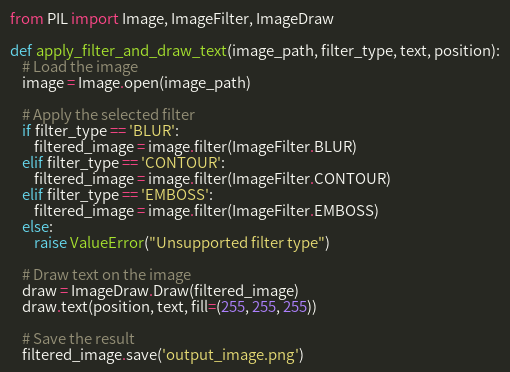 from PIL import Image, ImageFilter, ImageDraw

def apply_filter_and_draw_text(image_path, filter_type, text, position):
    # Load the image
    image = Image.open(image_path)

    # Apply the selected filter
    if filter_type == 'BLUR':
        filtered_image = image.filter(ImageFilter.BLUR)
    elif filter_type == 'CONTOUR':
        filtered_image = image.filter(ImageFilter.CONTOUR)
    elif filter_type == 'EMBOSS':
        filtered_image = image.filter(ImageFilter.EMBOSS)
    else:
        raise ValueError("Unsupported filter type")

    # Draw text on the image
    draw = ImageDraw.Draw(filtered_image)
    draw.text(position, text, fill=(255, 255, 255))

    # Save the result
    filtered_image.save('output_image.png')